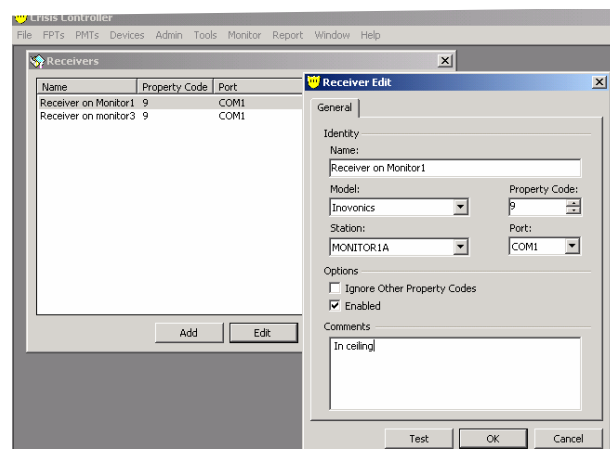 Crisis Controller
File FPTs PMTs Devices Admin Tools Monitor Report Window Help
Receivers
Name Property Code Port
Receiver on Monitor1 9 COM1
Receiver on monitor3 9 COM1
Add Edit
Receiver Edit
General
Identity
Name:
Receiver on Monitor1
Model: Property Code:
Inovonics 9
Station: Port:
MONITOR1A COM1
Options
Ignore Other Property Codes
Enabled
Comments
In ceiling
Test OK Cancel